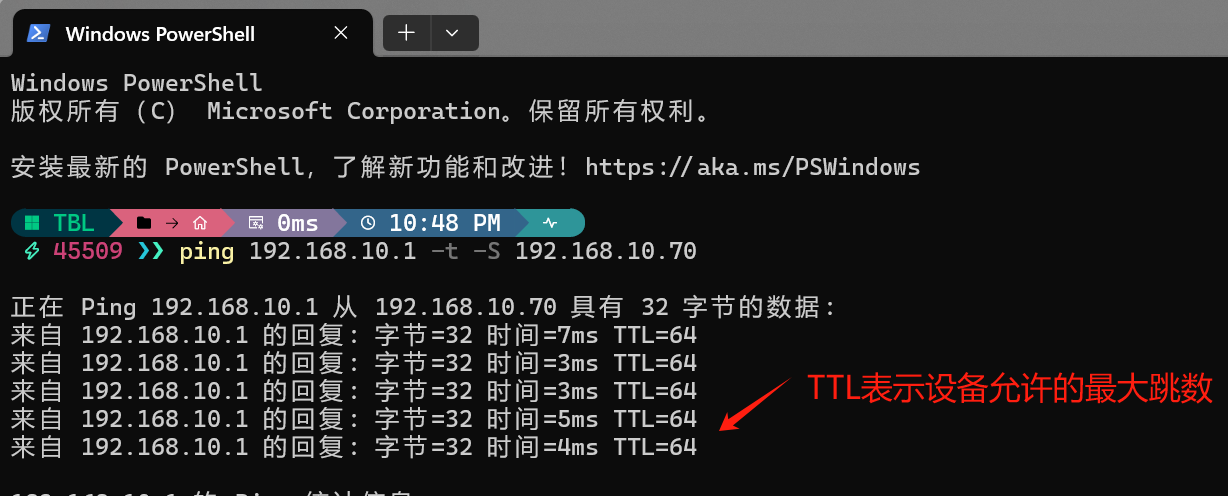 Windows PowerShell
Windows PowerShell
版权所有（C） Microsoft Corporation。保留所有权利。
安装最新的 PowerShell，了解新功能和改进！https://aka.ms/PSWindows
TBL → 0ms 10:48 PM
45509 ❯❯ ping 192.168.10.1 -t -S 192.168.10.70
正在 Ping 192.168.10.1 从 192.168.10.70 具有 32 字节的数据:
来自 192.168.10.1 的回复: 字节=32 时间=7ms TTL=64
来自 192.168.10.1 的回复: 字节=32 时间=3ms TTL=64
来自 192.168.10.1 的回复: 字节=32 时间=3ms TTL=64
TTL表示设备允许的最大跳数
来自 192.168.10.1 的回复: 字节=32 时间=5ms TTL=64
来自 192.168.10.1 的回复: 字节=32 时间=4ms TTL=64